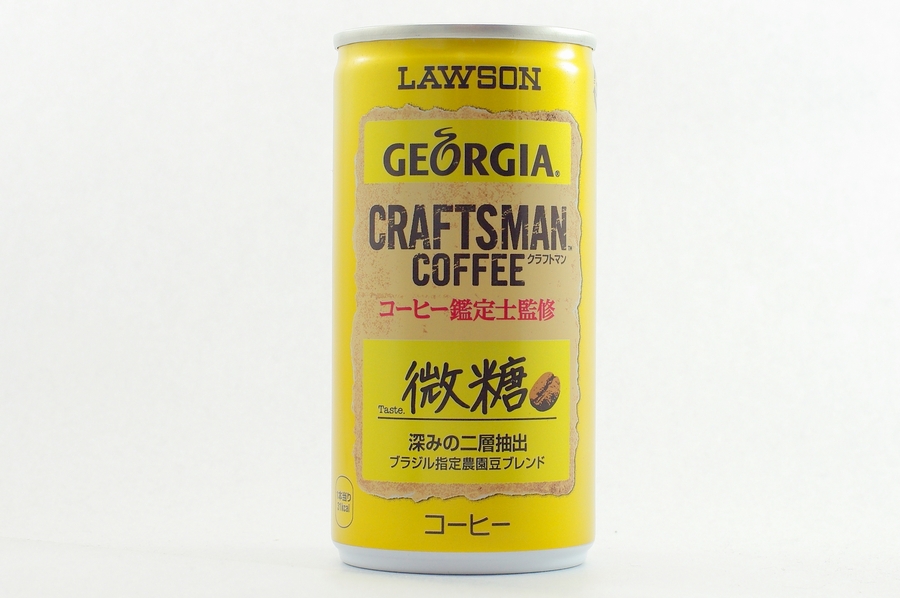 LAWSON
GEORGIA®
CRAFTSMAN™
COFFEE クラフトマン
コーヒー鑑定士監修
Taste. 微糖
深みの二層抽出
ブラジル指定農園豆ブレンド
コーヒー